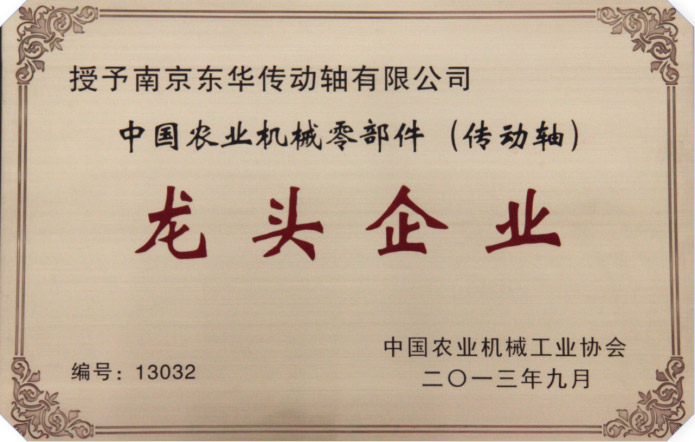 授予南京东华传动轴有限公司
中国农业机械零部件（传动轴）
龙头企业
中国农业机械工业协会
编号：13032
二〇一三年九月